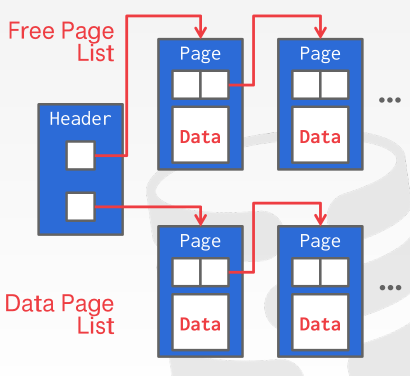 Free Page
List
Page
Page
Data
Data
...
Header
Page
Page
Data
Data
...
Data Page
List